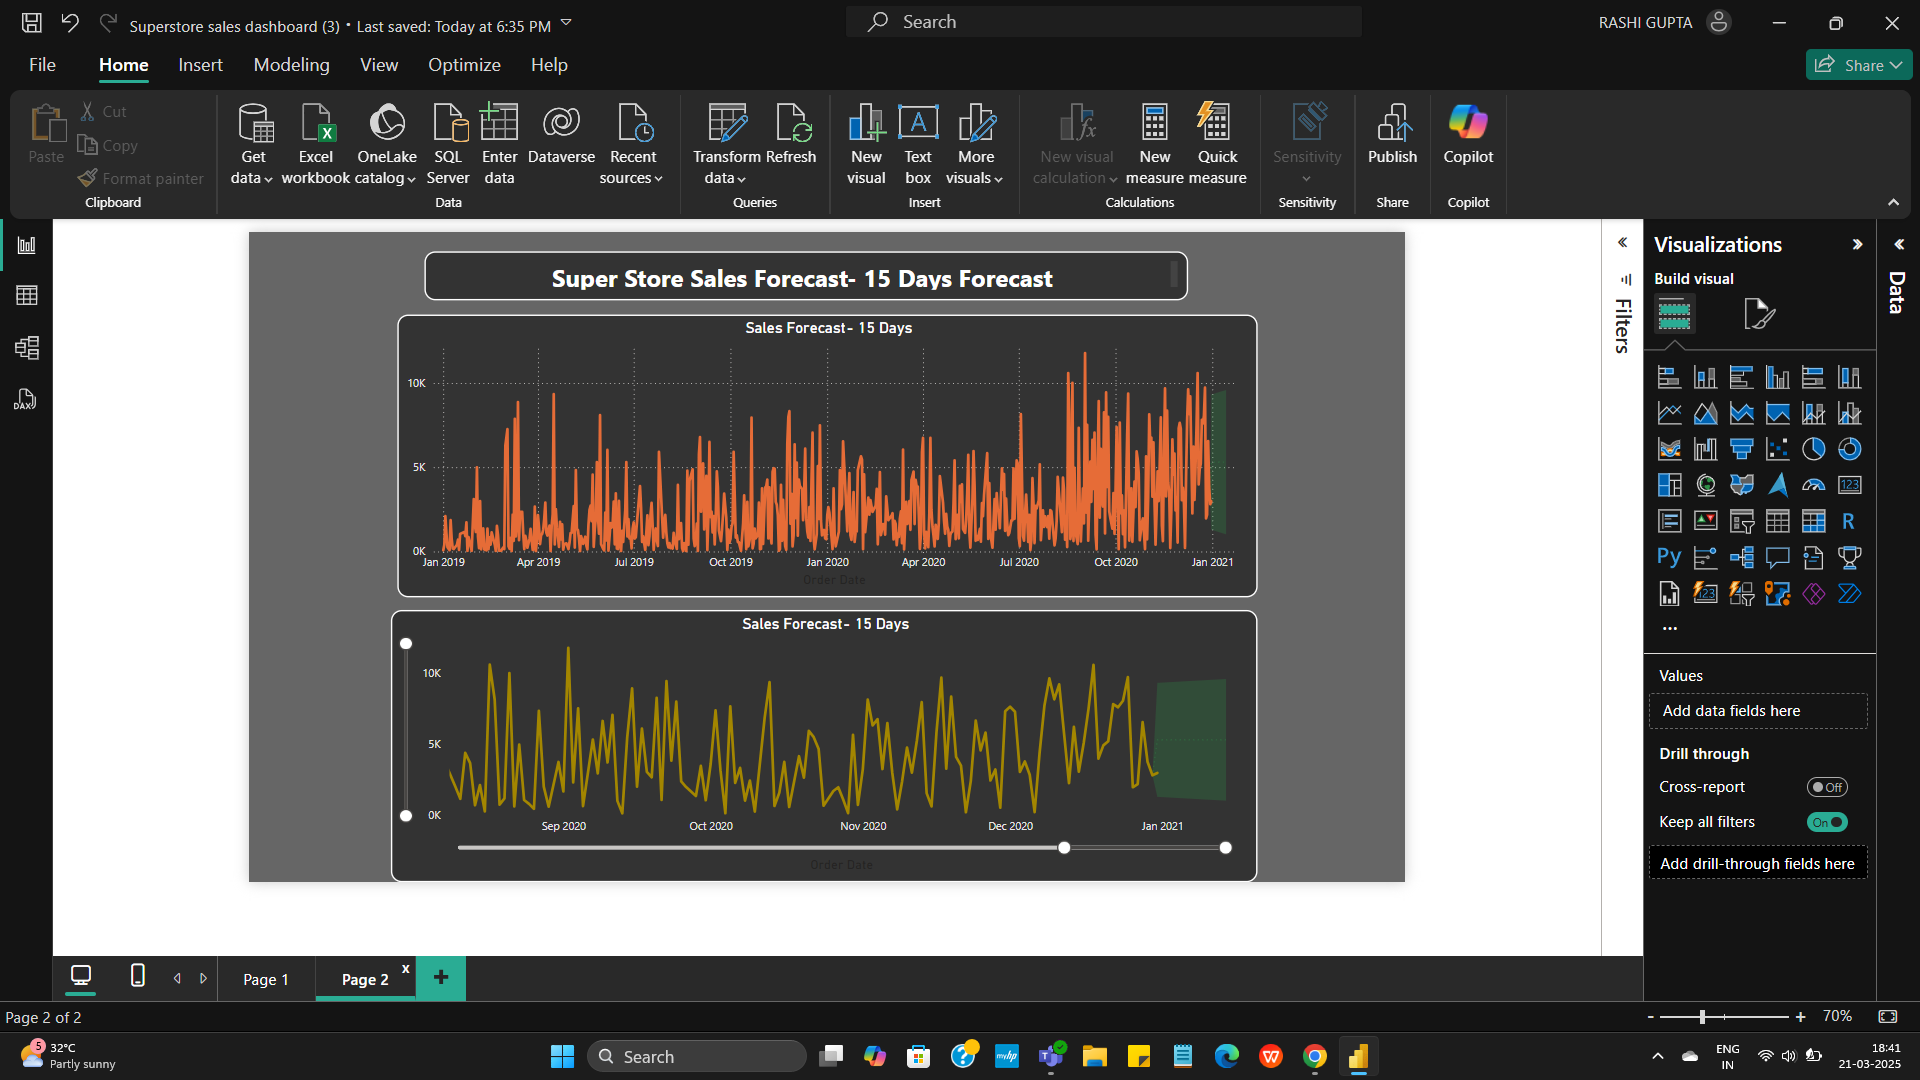 Superstore sales dashboard (3) • Last saved: Today at 6:35 PM
Search
RASHI GUPTA
File Home Insert Modeling View Optimize Help
Share
Paste
Cut
Copy
Format painter
Clipboard
Get data
Excel workbook
OneLake catalog
SQL Server
Enter data
Dataverse
Recent sources
Data
Transform data
Refresh
Queries
New visual
Text box
More visuals
Insert
New visual calculation
New measure
Quick measure
Calculations
Sensitivity
Sensitivity
Publish
Share
Copilot
Copilot
Super Store Sales Forecast- 15 Days Forecast
Sales Forecast- 15 Days
10K
5K
0K
Jan 2019 Apr 2019 Jul 2019 Oct 2019 Jan 2020 Apr 2020 Jul 2020 Oct 2020 Jan 2021
Order Date
Sales Forecast- 15 Days
10K
5K
0K
Sep 2020 Oct 2020 Nov 2020 Dec 2020 Jan 2021
Order Date
Filters
Visualizations
Build visual
123
R
Py
123
Values
Add data fields here
Drill through
Cross-report
Off
Keep all filters
On
Add drill-through fields here
Data
DAX
Page 1
Page 2
x
+
Page 2 of 2
- + 70%
5
32°C
Partly sunny
Search
myhp
ENG
IN
18:41
21-03-2025